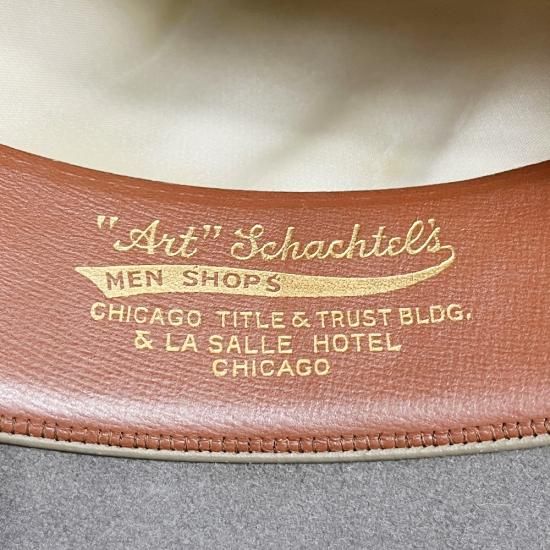 "Art" Schachtel's
MEN SHOPS
CHICAGO TITLE & TRUST BLDG.
& LA SALLE HOTEL
CHICAGO